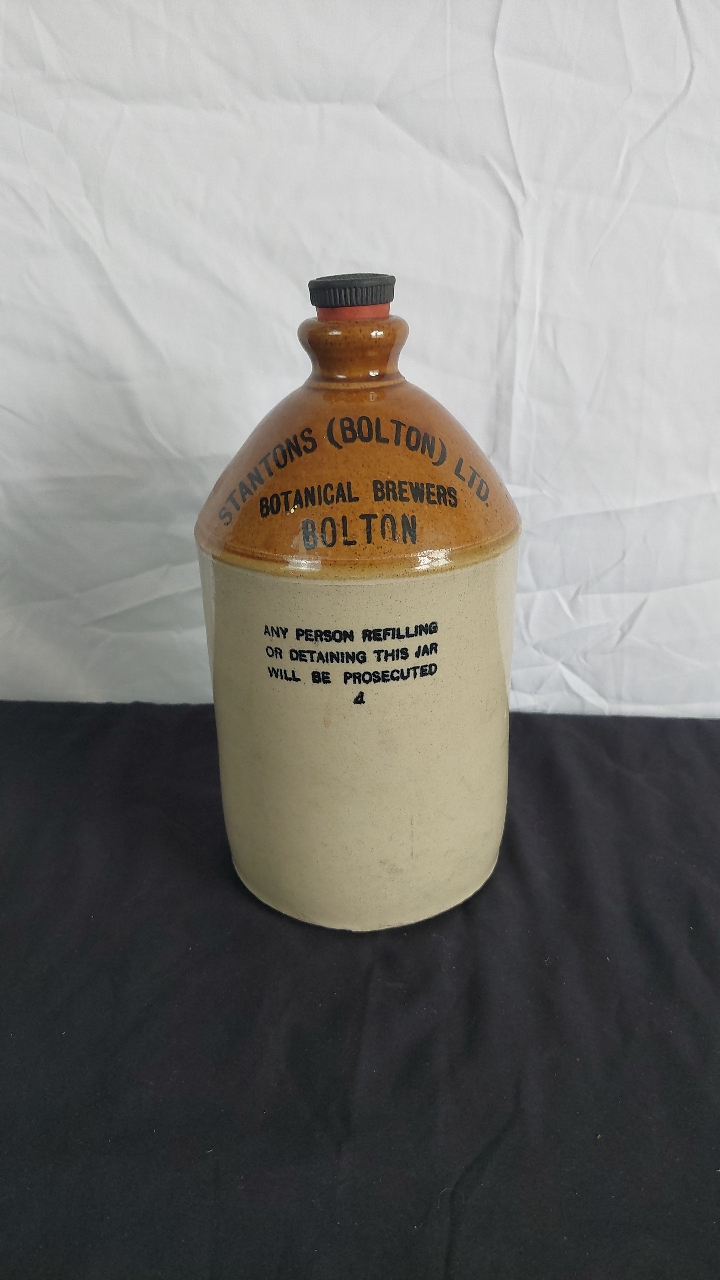 STANTONS (BOLTON) LTD.
BOTANICAL BREWERS
BOLTON
ANY PERSON REFILLING
OR DETAINING THIS JAR
WILL BE PROSECUTED
4